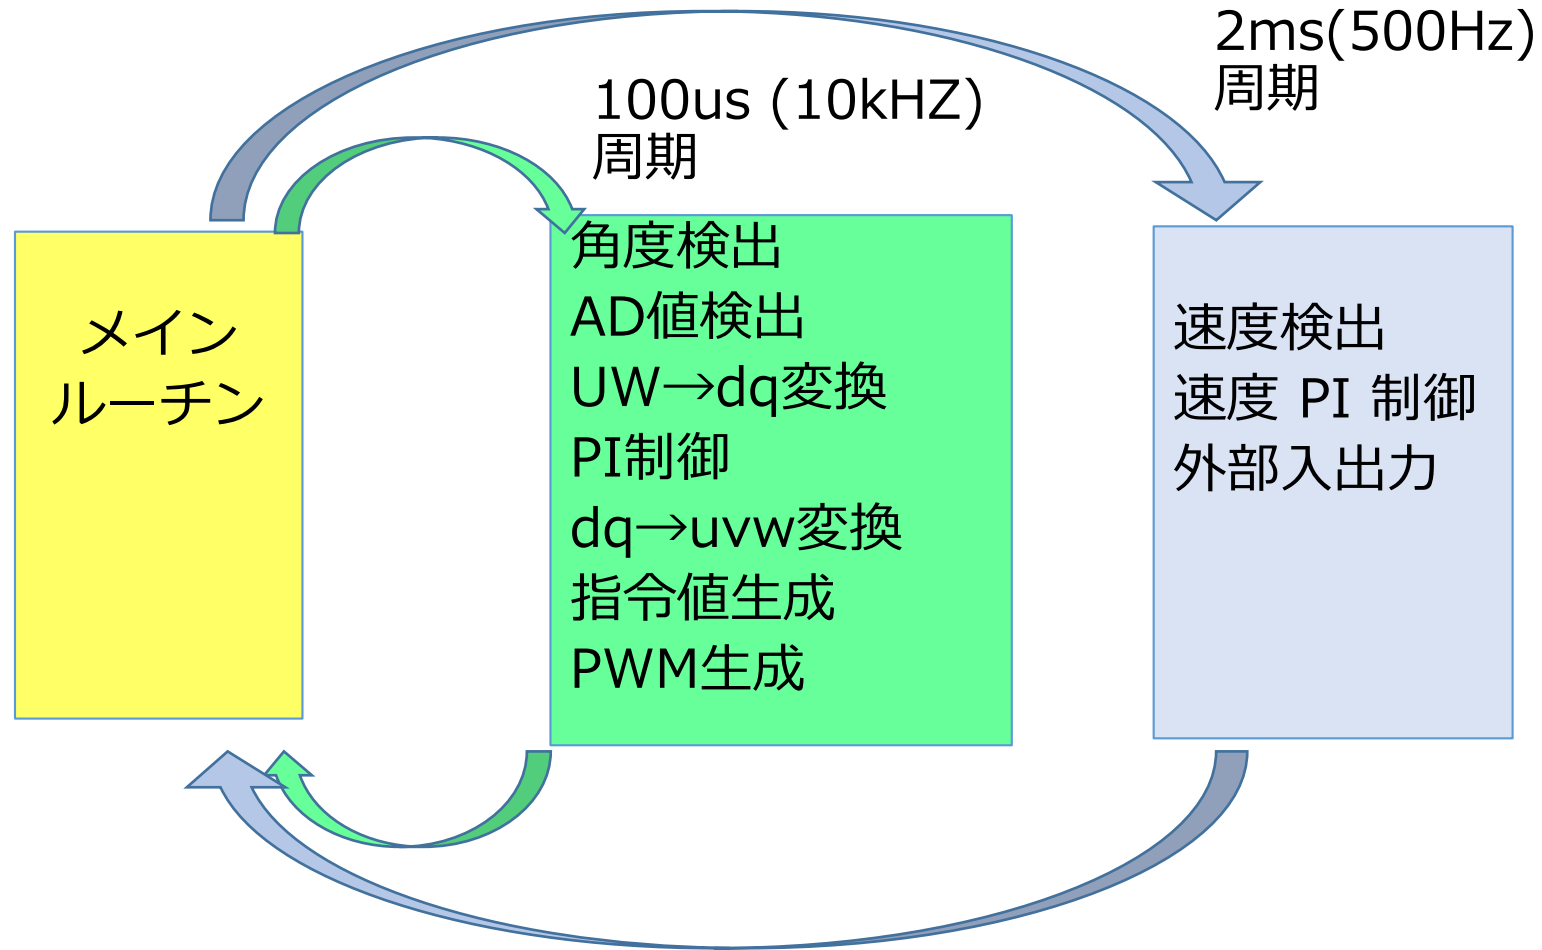 2ms(500Hz)
周期
100us (10kHZ)
周期
メイン
ルーチン
角度検出
AD値検出
UW→dq変換
PI制御
dq→uvw変換
指令値生成
PWM生成
速度検出
速度 PI 制御
外部入出力